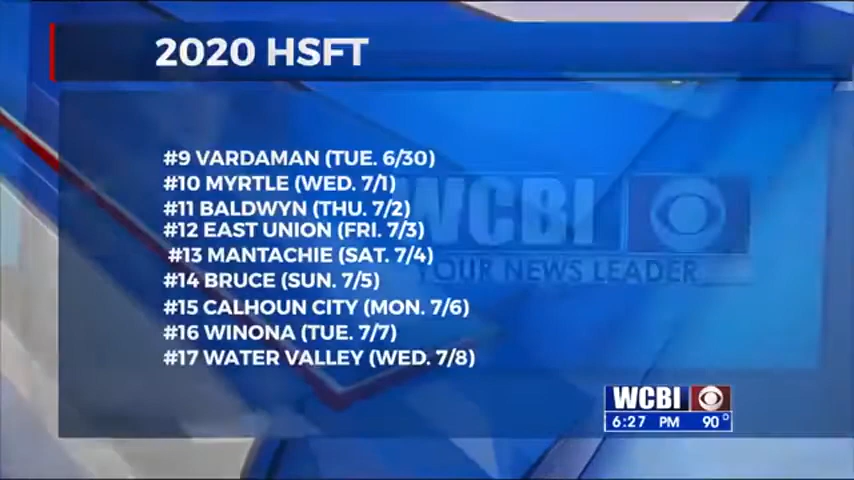 2020 HSFT
#9 VARDAMAN (TUE. 6/30)
#10 MYRTLE (WED. 7/1)
#11 BALDWYN (THU. 7/2)
#12 EAST UNION (FRI. 7/3)
#13 MANTACHIE (SAT. 7/4)
#14 BRUCE (SUN. 7/5)
#15 CALHOUN CITY (MON. 7/6)
#16 WINONA (TUE. 7/7)
#17 WATER VALLEY (WED. 7/8)
WCBI
YOUR NEWS LEADER
WCBI
6:27 PM 90°